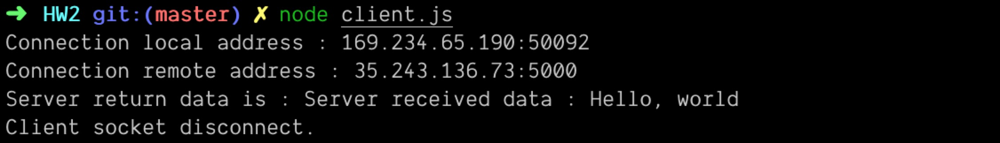 ➜ HW2 git:(master) ✗ node client.js
Connection local address : 169.234.65.190:50092
Connection remote address : 35.243.136.73:5000
Server return data is : Server received data : Hello, world
Client socket disconnect.